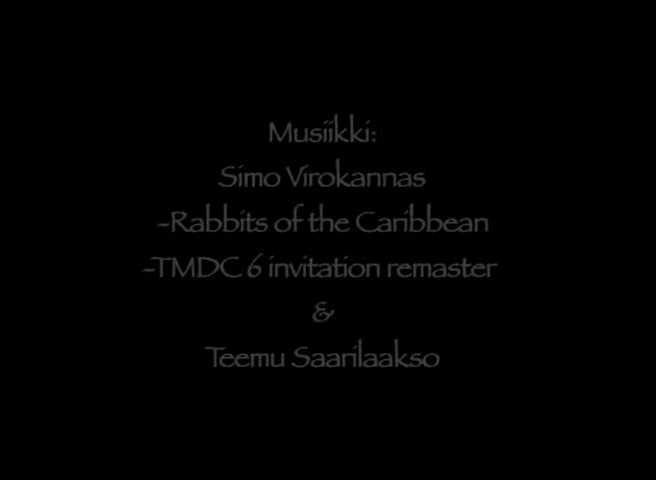 Musiikki:
Simo Virokannas
-Rabbits of the Caribbean
-TMDC 6 invitation remaster
&
Teemu Saarilaakso